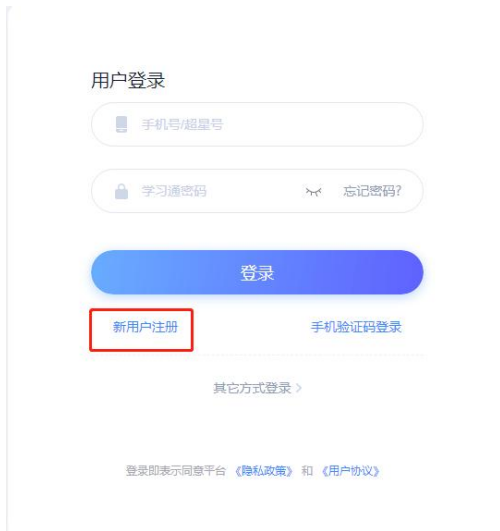 用户登录
手机号/超星号
学习通密码 忘记密码?
登录
新用户注册 手机验证码登录
其它方式登录 >
登录即表示同意平台 《隐私政策》 和 《用户协议》